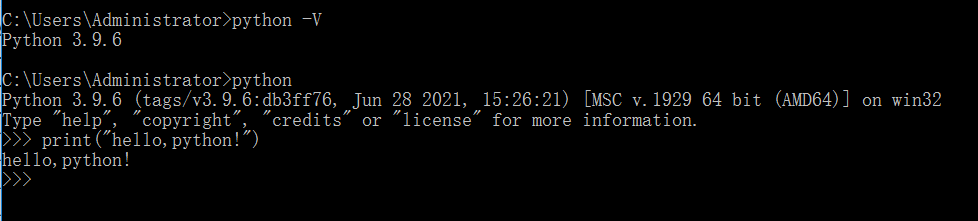 C:\Users\Administrator>python -V
Python 3.9.6
C:\Users\Administrator>python
Python 3.9.6 (tags/v3.9.6:db3ff76, Jun 28 2021, 15:26:21) [MSC v.1929 64 bit (AMD64)] on win32
Type "help", "copyright", "credits" or "license" for more information.
>>> print("hello,python!")
hello,python!
>>>